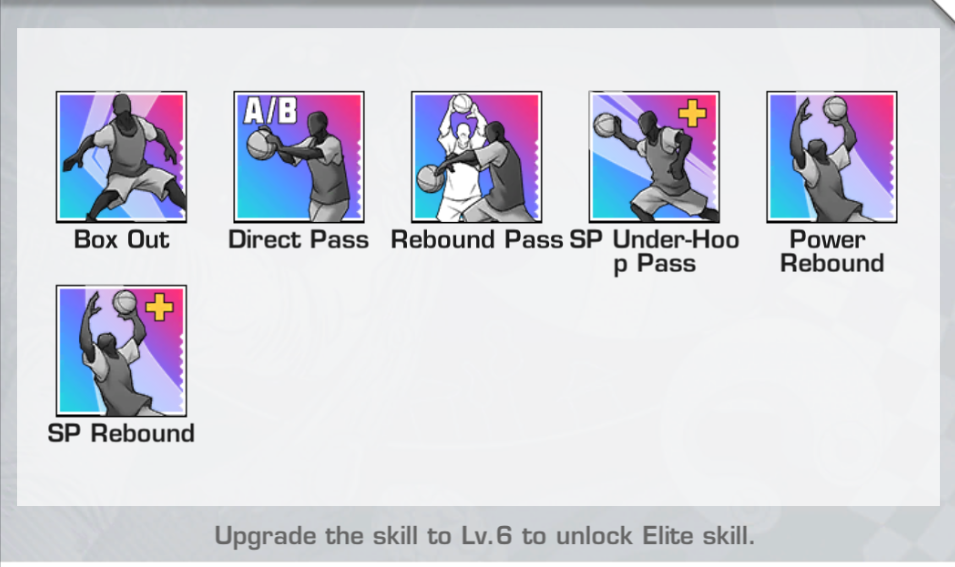 A/B
Box Out
Direct Pass
Rebound Pass
SP Under-Hoo
p Pass
Power
Rebound
SP Rebound
Upgrade the skill to Lv.6 to unlock Elite skill.